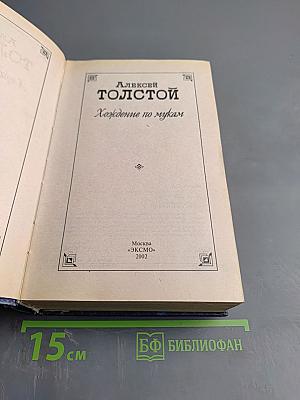 Алексей
ТОЛСТОЙ
Хождение по мукам
Москва
«ЭКСМО»
2002
15 см
БФ БИБЛИОФАН